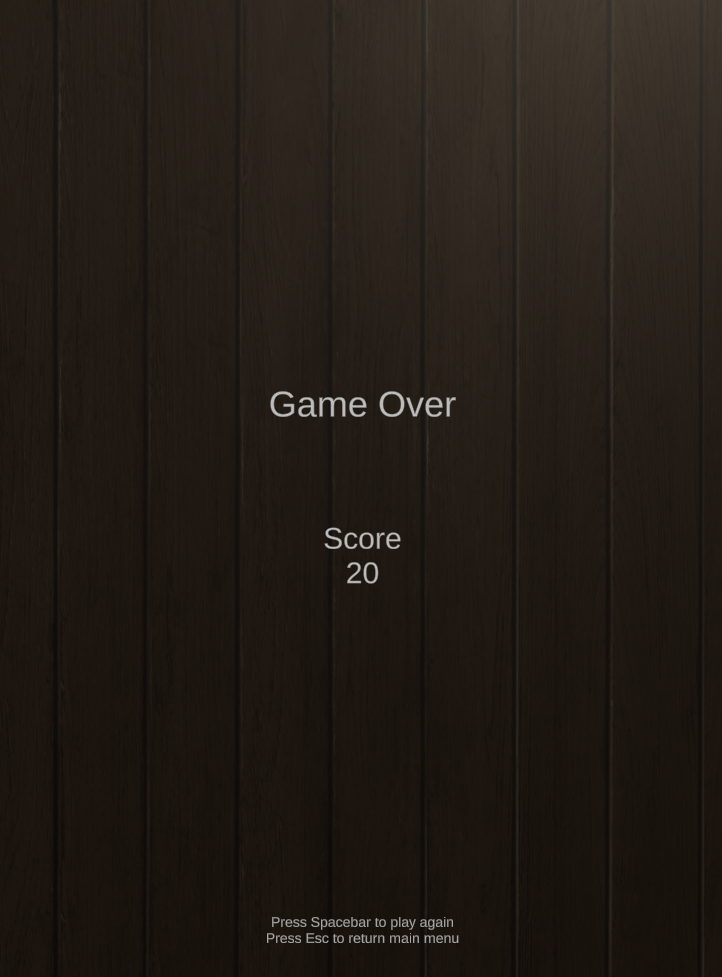 Game Over
Score
20
Press Spacebar to play again
Press Esc to return main menu